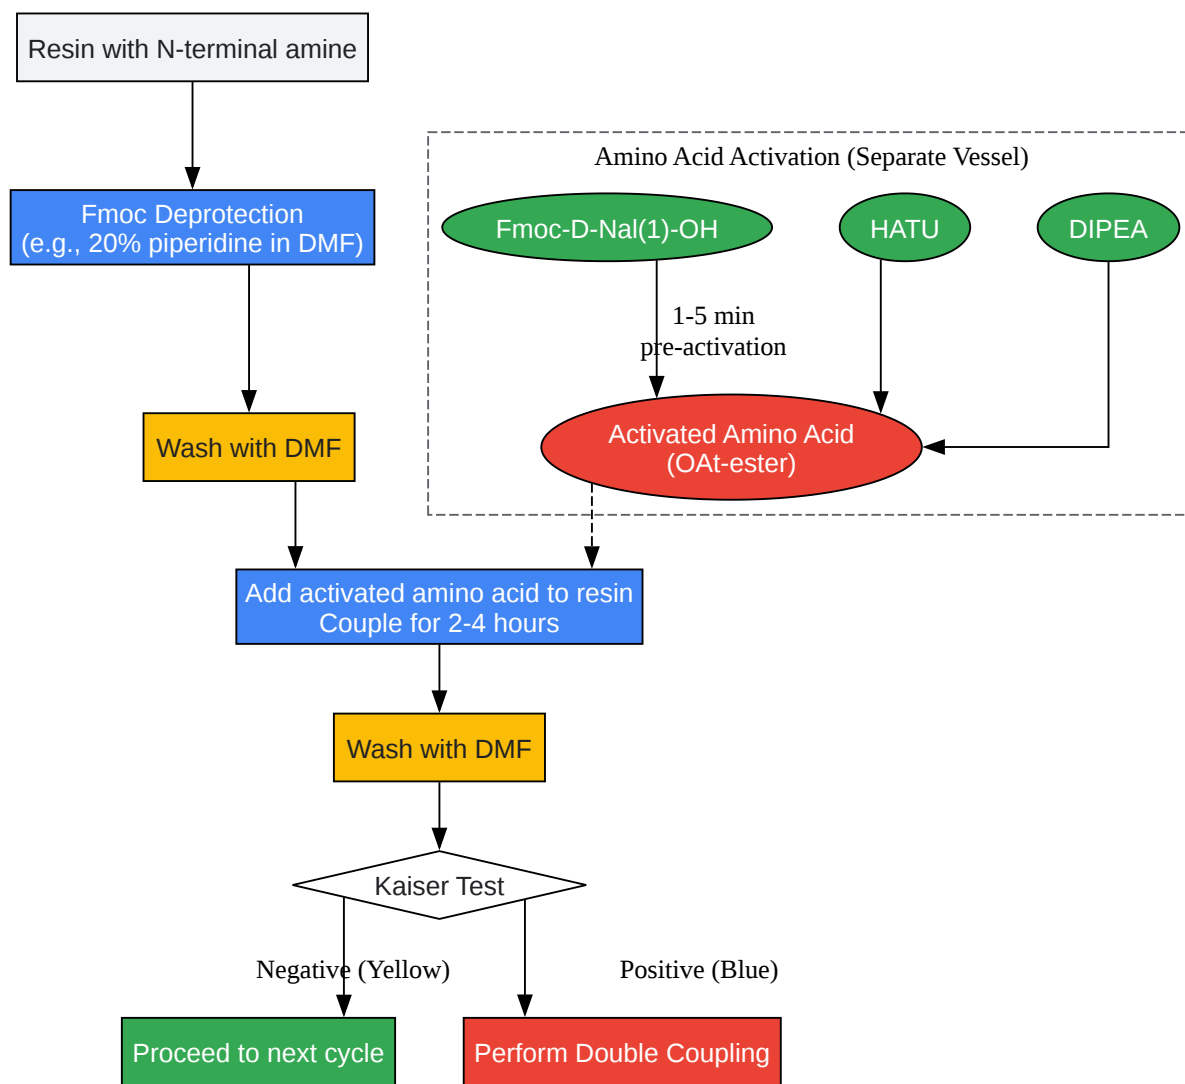 Resin with N-terminal amine
Amino Acid Activation (Separate Vessel)
Fmoc Deprotection
(e.g., 20% piperidine in DMF)
Fmoc-D-Nal(1)-OH
HATU
DIPEA
1-5 min
pre-activation
Wash with DMF
Activated Amino Acid
(OAt-ester)
Add activated amino acid to resin
Couple for 2-4 hours
Wash with DMF
Kaiser Test
Negative (Yellow)
Positive (Blue)
Proceed to next cycle
Perform Double Coupling